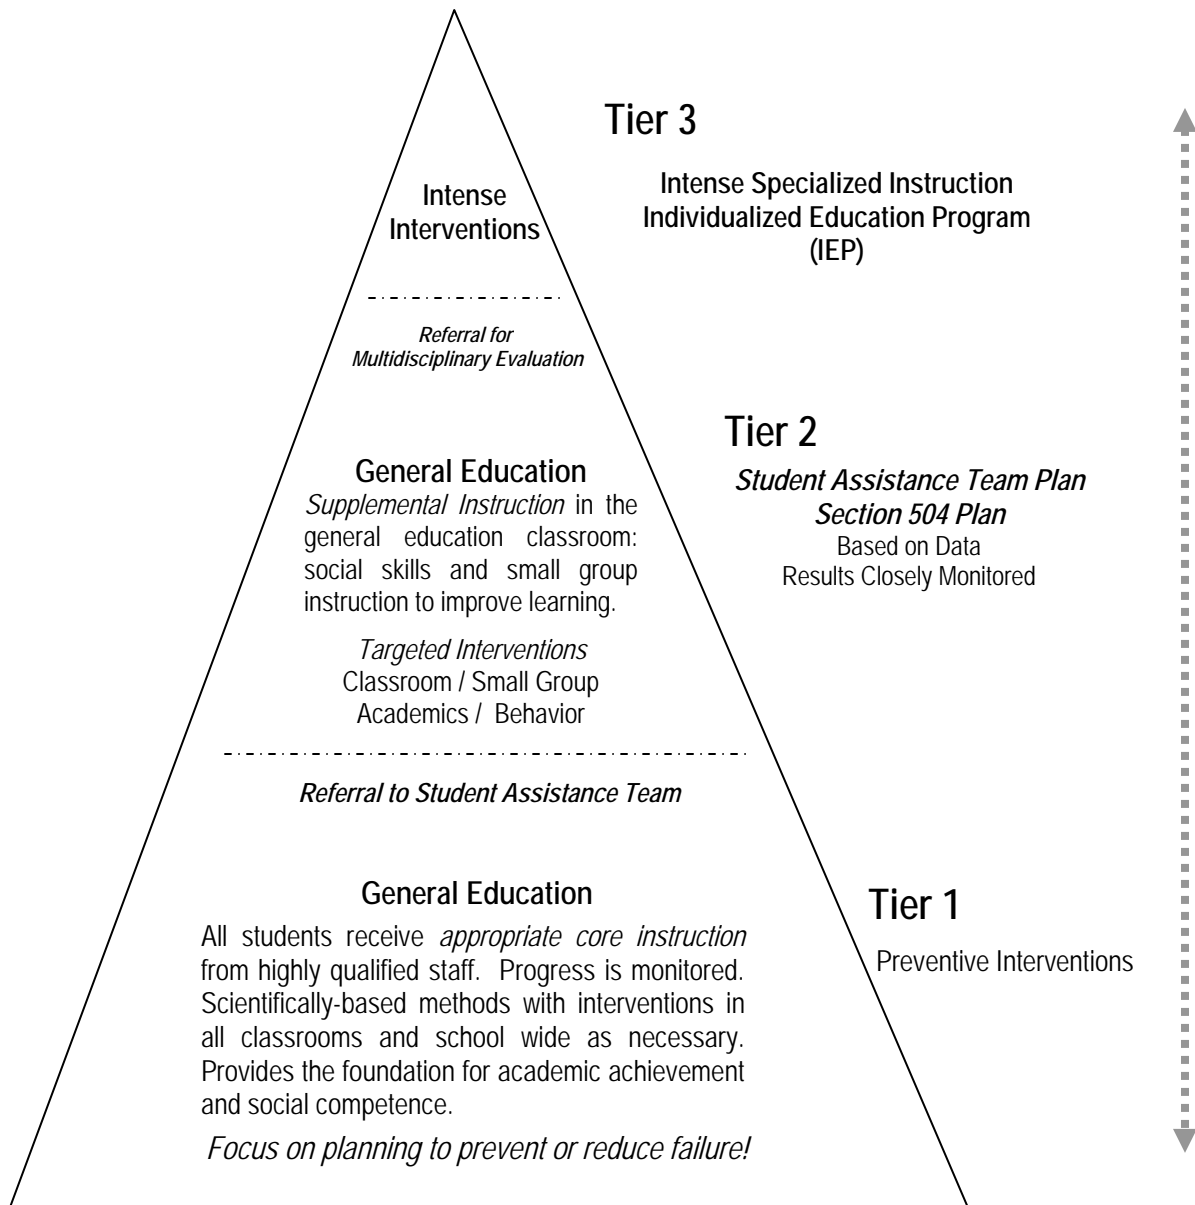 Tier 3
Intense
Interventions
Intense Specialized Instruction
Individualized Education Program
(IEP)
Referral for
Multidisciplinary Evaluation
Tier 2
General Education
Supplemental Instruction in the
general education classroom:
social skills and small group
instruction to improve learning.
Targeted Interventions
Classroom / Small Group
Academics / Behavior
Student Assistance Team Plan
Section 504 Plan
Based on Data
Results Closely Monitored
Referral to Student Assistance Team
General Education
All students receive appropriate core instruction
from highly qualified staff. Progress is monitored.
Scientifically-based methods with interventions in
all classrooms and school wide as necessary.
Provides the foundation for academic achievement
and social competence.
Focus on planning to prevent or reduce failure!
Tier 1
Preventive Interventions